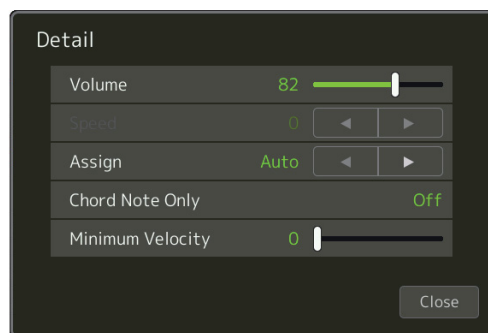 Detail
Volume 82
Speed 0
Assign Auto
Chord Note Only Off
Minimum Velocity 0
Close